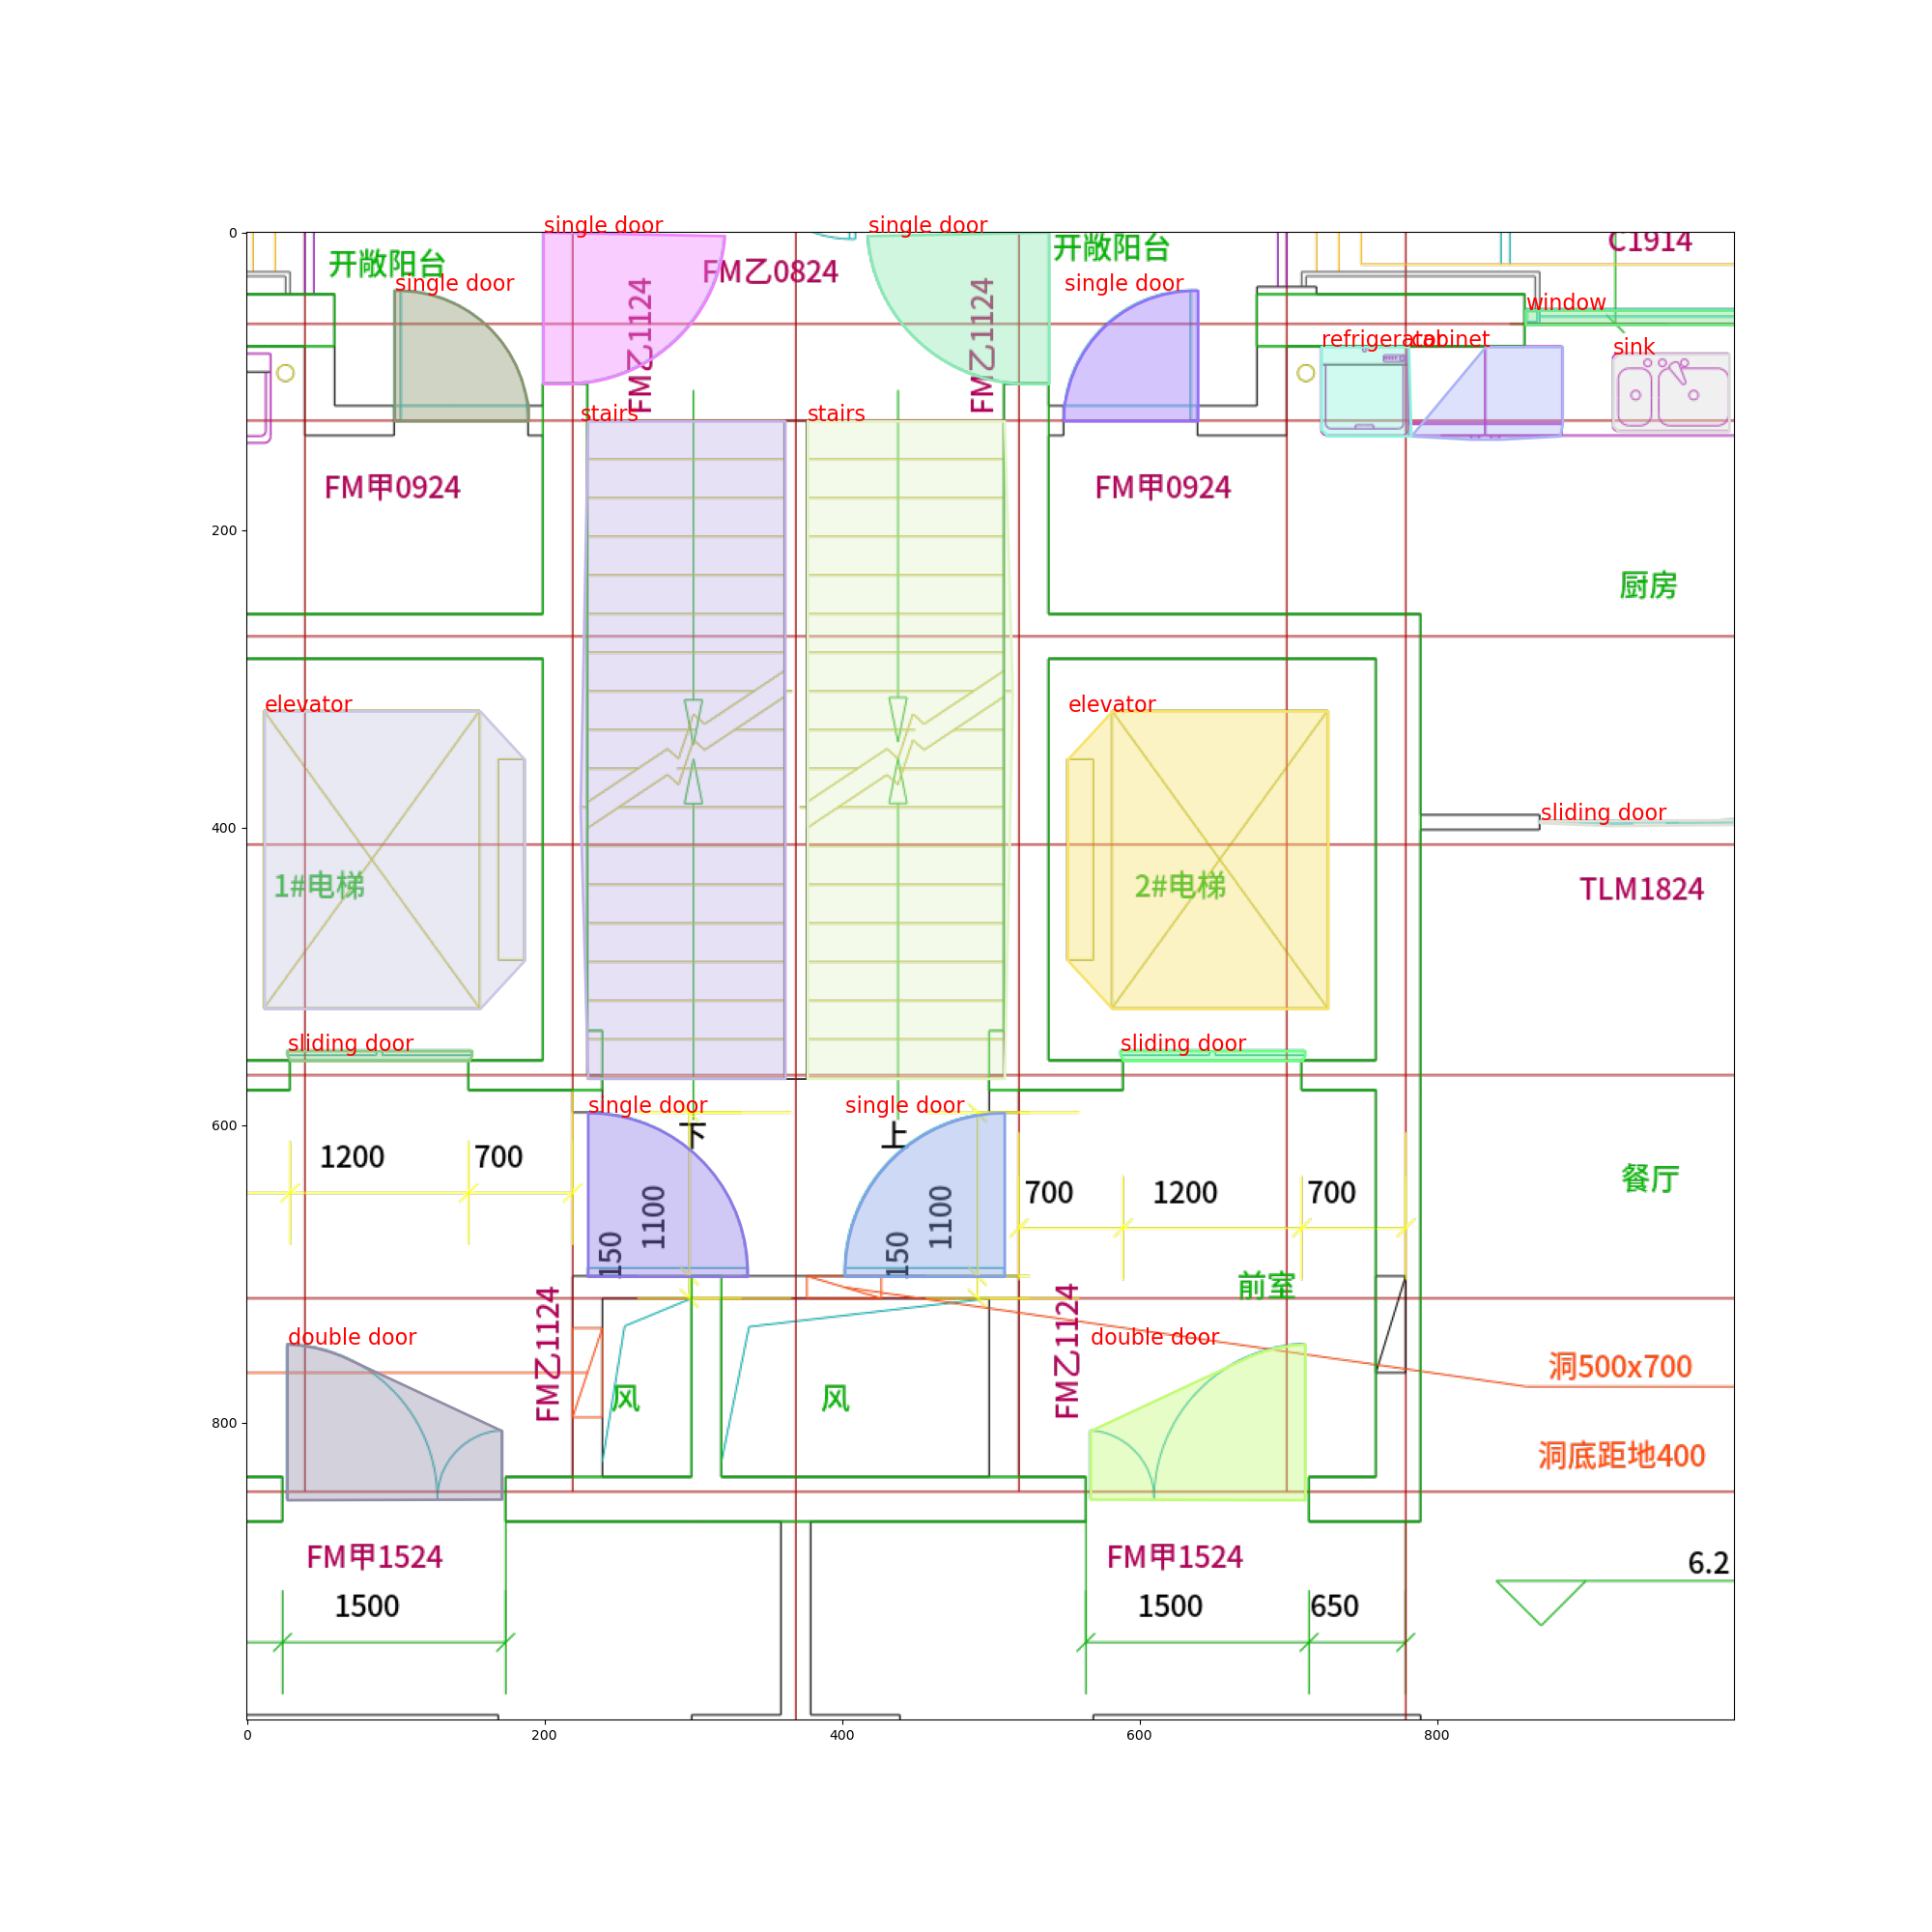 single door
single door
开敞阳台
FM乙0824
开敞阳台
C1914
single door
single door
window
FM乙1124
FM乙1124
refrigerator
cabinet
sink
stairs
stairs
FM甲0924
FM甲0924
厨房
elevator
elevator
sliding door
1#电梯
2#电梯
TLM1824
sliding door
sliding door
single door
single door
下
上
1200
700
700
1200
700
餐厅
150
1100
150
1100
前室
FM乙1124
FM乙1124
double door
double door
洞500x700
风
风
洞底距地400
FM甲1524
FM甲1524
6.2
1500
1500
650
0
200
400
600
800
0
200
400
600
800